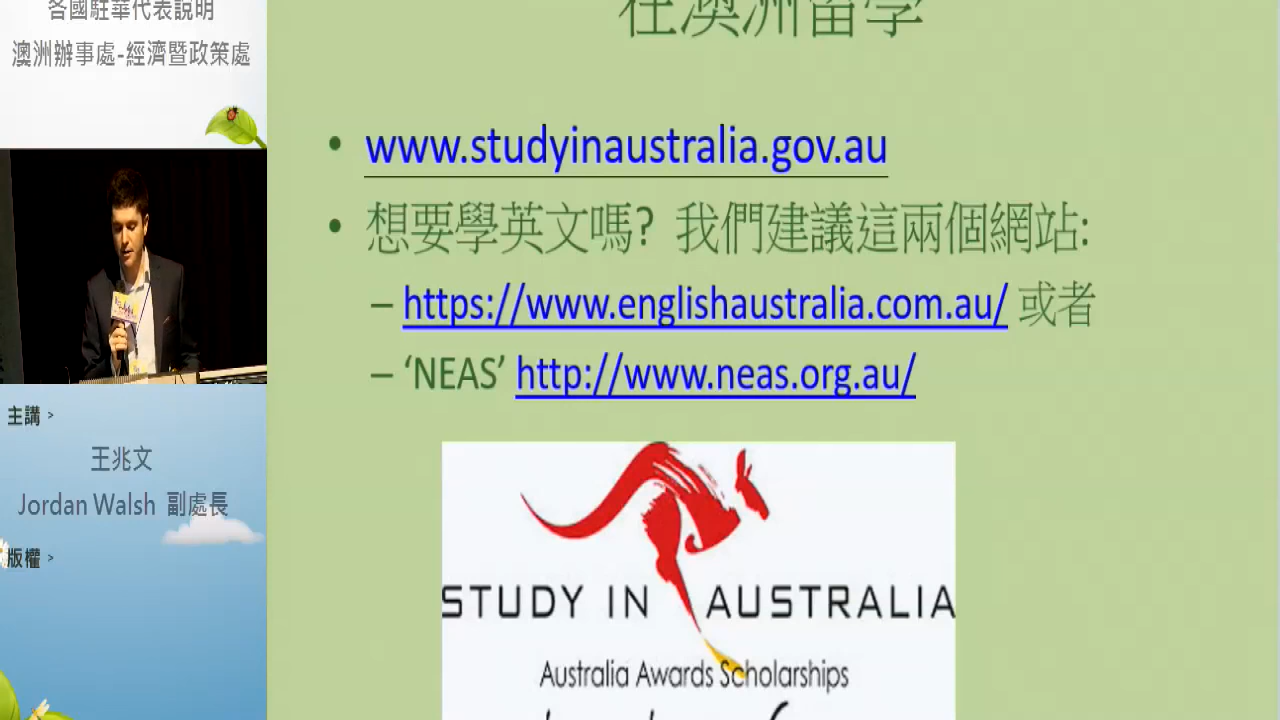 各國駐華代表說明
澳洲辦事處-經濟暨政策處
主講 >
王兆文
Jordan Walsh 副處長
版權 >
在澳洲留学
• www.studyinaustralia.gov.au
• 想要學英文嗎? 我們建議這兩個網站:
– https://www.englishaustralia.com.au/ 或者
– ‘NEAS’ http://www.neas.org.au/
STUDY IN AUSTRALIA
Australia Awards Scholarships